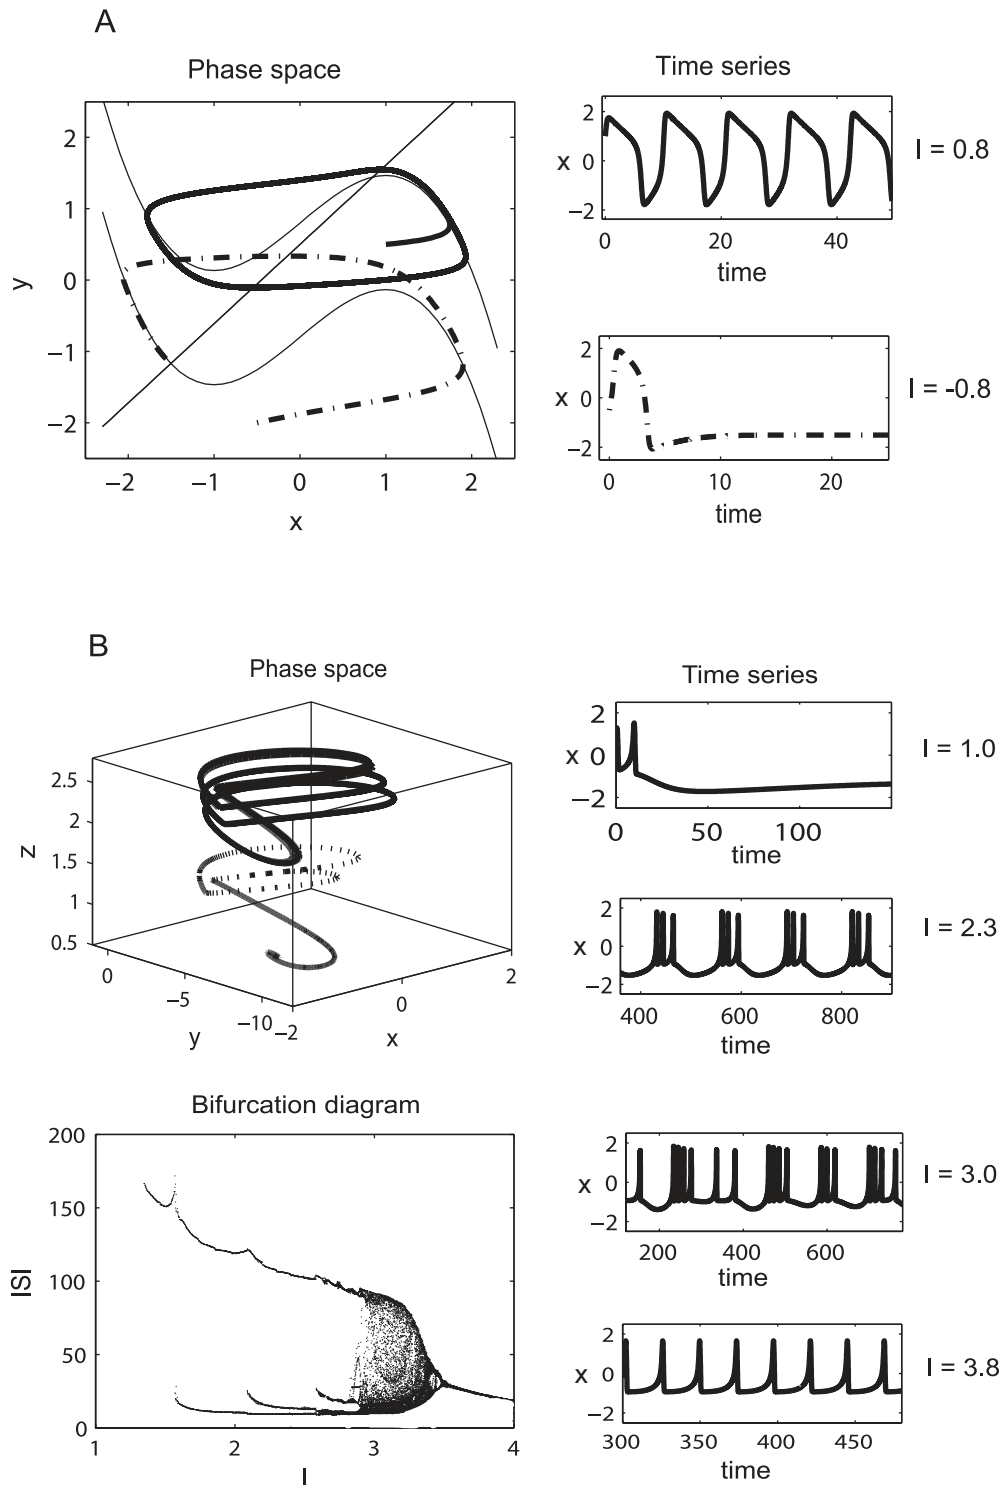 A
Phase space
2
1
0
−1
−2
y
−2 −1 0 1 2
x
Time series
2
x 0
−2
0 20 40
time
I = 0.8
2
x 0
−2
0 10 20
time
I = -0.8
B
Phase space
2.5
2
1.5
1
0.5
z
0 −5 −10
y
−2 0 2
x
Time series
2
x 0
−2
0 50 100
time
I = 1.0
2
x 0
−2
400 600 800
time
I = 2.3
Bifurcation diagram
200
150
100
50
0
ISI
1 2 3 4
I
2
x 0
−2
200 400 600
time
I = 3.0
2
x 0
−2
300 350 400 450
time
I = 3.8